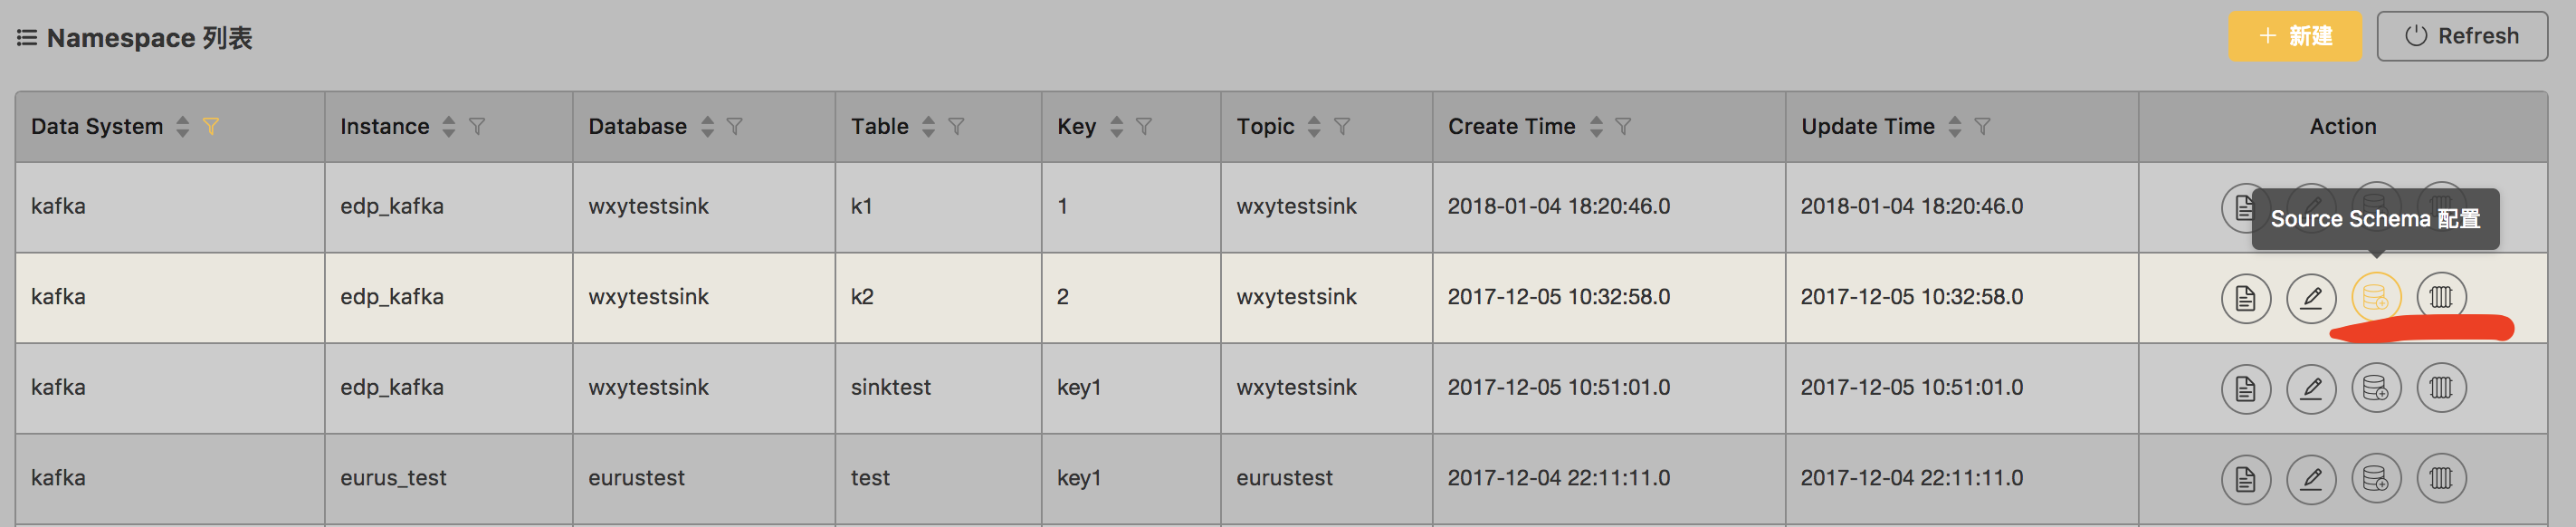 Namespace 列表
新建 Refresh
Data System Instance Database Table Key Topic Create Time Update Time Action
kafka edp_kafka wxytestsink k1 1 wxytestsink 2018-01-04 18:20:46.0 2018-01-04 18:20:46.0
Source Schema 配置
kafka edp_kafka wxytestsink k2 2 wxytestsink 2017-12-05 10:32:58.0 2017-12-05 10:32:58.0
kafka edp_kafka wxytestsink sinktest key1 wxytestsink 2017-12-05 10:51:01.0 2017-12-05 10:51:01.0
kafka eurus_test eurustest test key1 eurustest 2017-12-04 22:11:11.0 2017-12-04 22:11:11.0